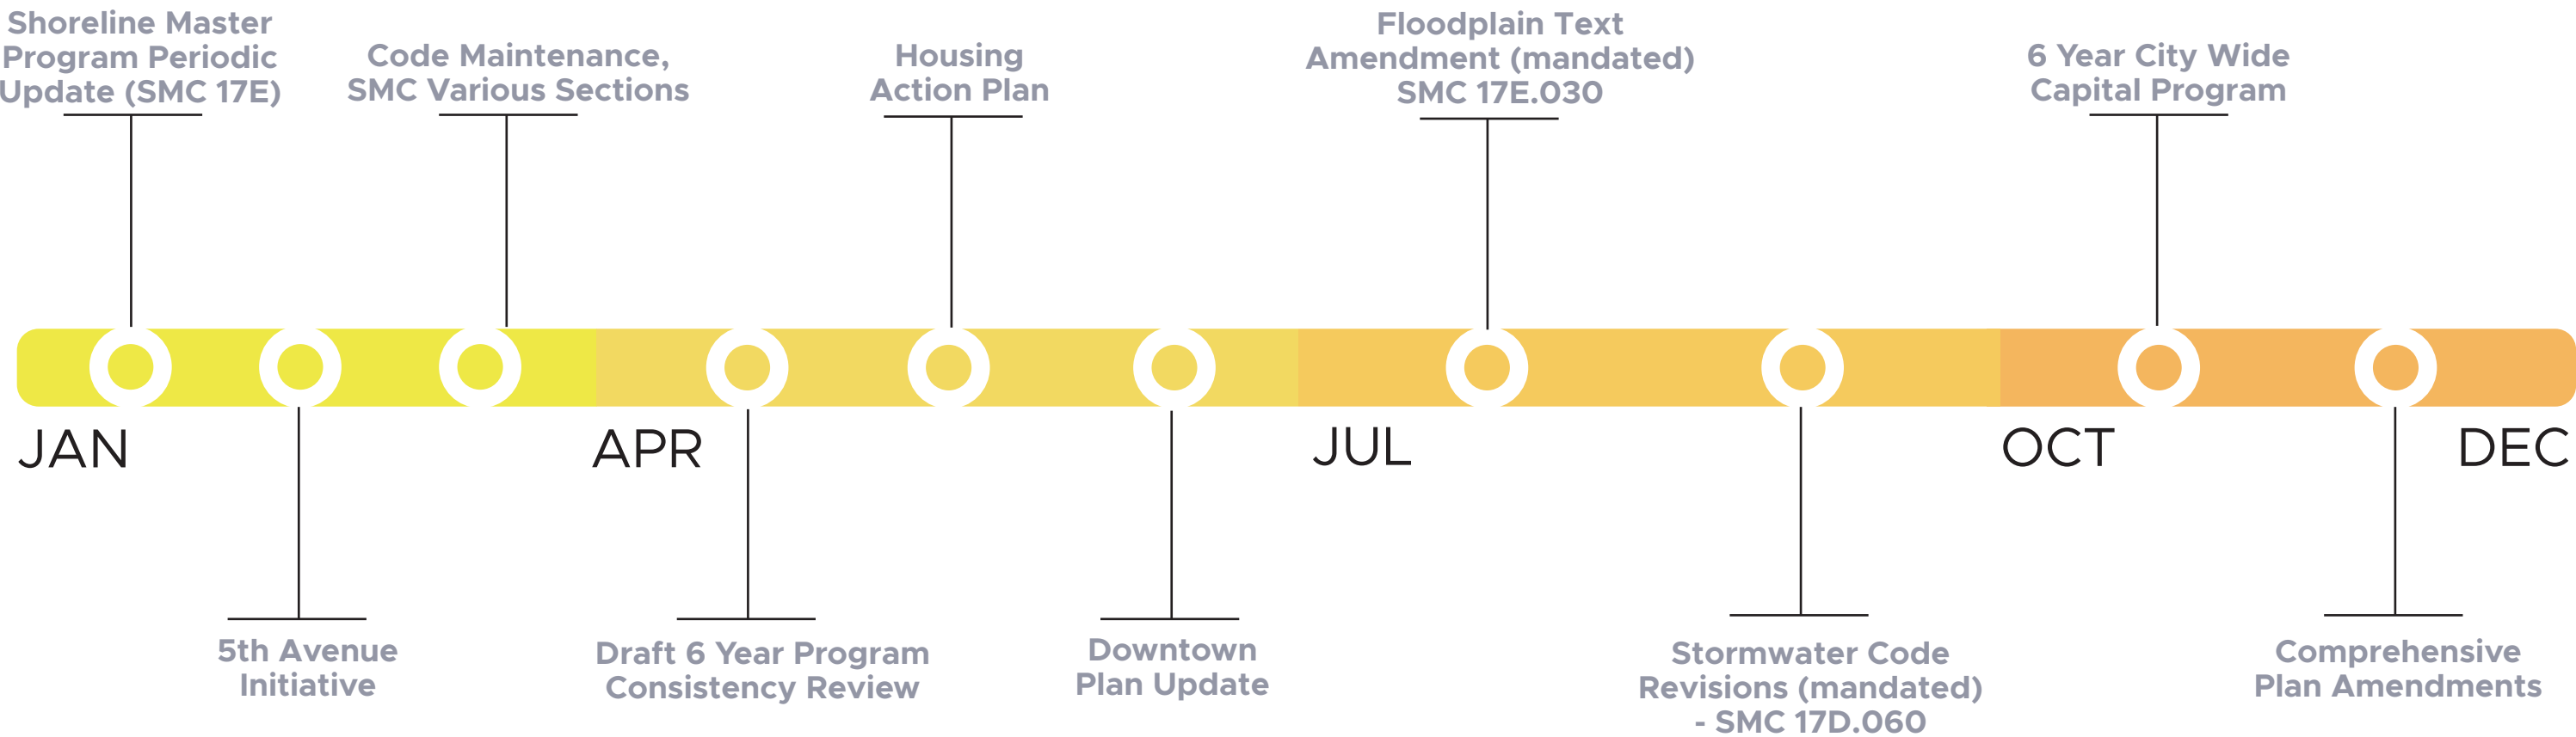 Shoreline Master
Program Periodic
Update (SMC 17E)
Code Maintenance,
SMC Various Sections
Housing
Action Plan
Floodplain Text
Amendment (mandated)
SMC 17E.030
6 Year City Wide
Capital Program
JAN
APR
JUL
OCT
DEC
5th Avenue
Initiative
Draft 6 Year Program
Consistency Review
Downtown
Plan Update
Stormwater Code
Revisions (mandated)
- SMC 17D.060
Comprehensive
Plan Amendments